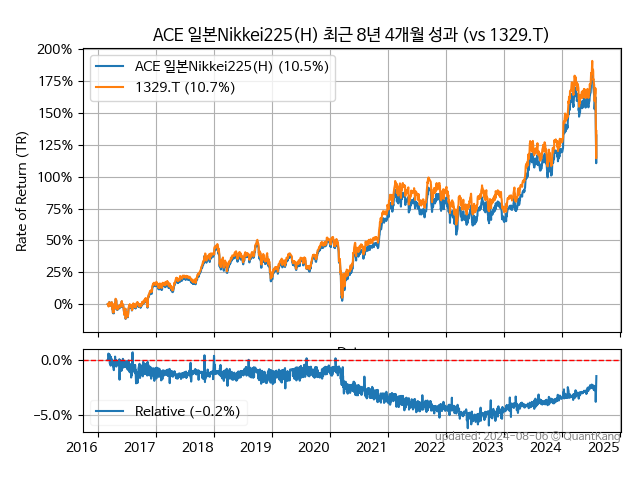 ACE 일본Nikkei225(H) 최근 8년 4개월 성과 (vs 1329.T)
200%
175%
150%
125%
100%
75%
50%
25%
0%
Rate of Return (TR)
ACE 일본Nikkei225(H) (10.5%)
1329.T (10.7%)
0.0%
−5.0%
Relative (−0.2%)
2016 2017 2018 2019 2020 2021 2022 2023 2024 2025
updated: 2024-08-06 © QuantKang